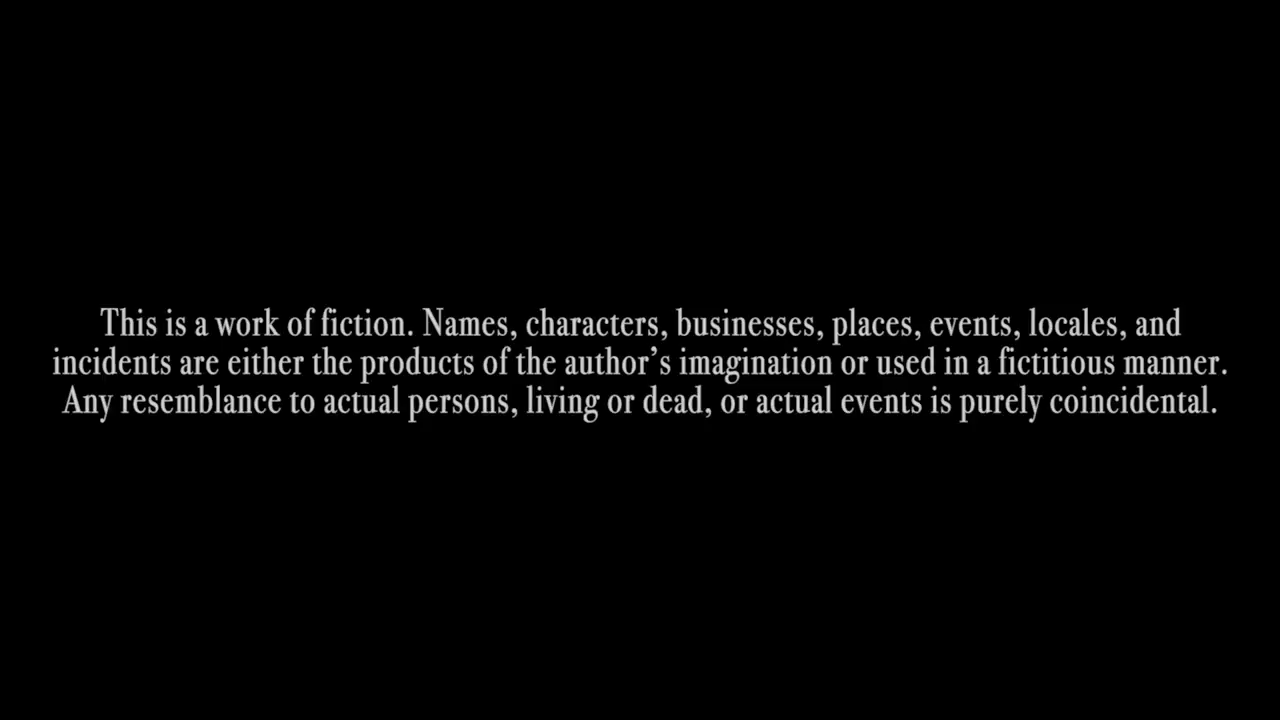 This is a work of fiction. Names, characters, businesses, places, events, locales, and
incidents are either the products of the author’s imagination or used in a fictitious manner.
Any resemblance to actual persons, living or dead, or actual events is purely coincidental.